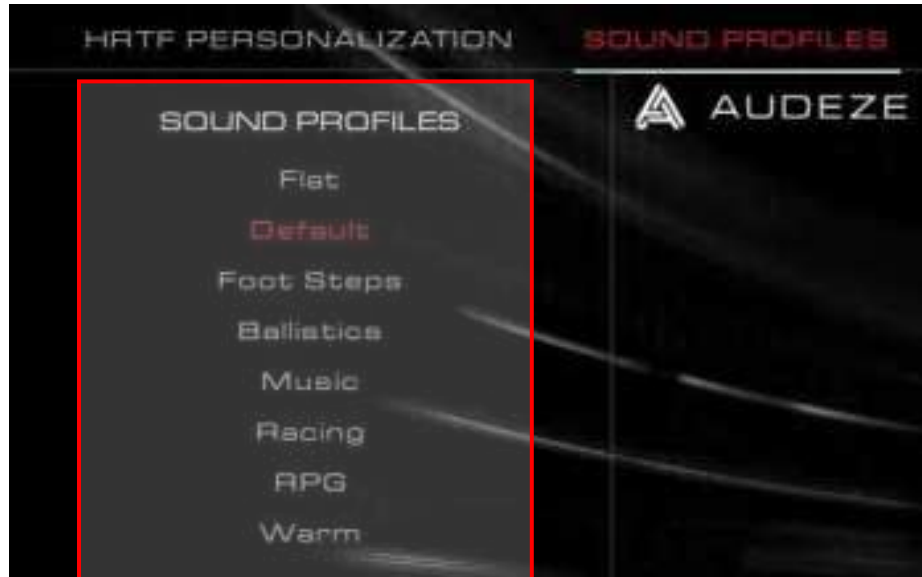 HRTF PERSONALIZATION
SOUND PROFILES
AUDEZE
SOUND PROFILES
Flat
Default
Foot Steps
Ballistics
Music
Racing
RPG
Warm